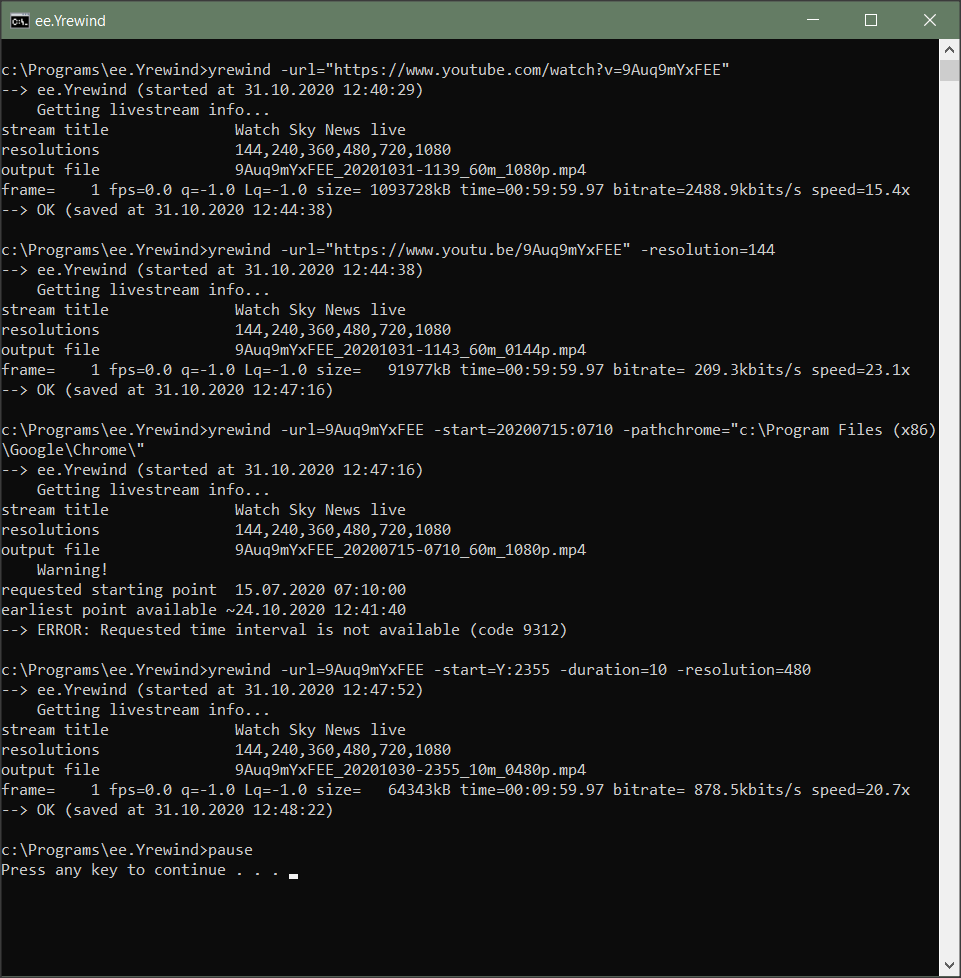 ee.Yrewind
c:\Programs\ee.Yrewind>yrewind -url="https://www.youtube.com/watch?v=9Auq9mYxFEE"
--> ee.Yrewind (started at 31.10.2020 12:40:29)
    Getting livestream info...
stream title              Watch Sky News live
resolutions               144,240,360,480,720,1080
output file               9Auq9mYxFEE_20201031-1139_60m_1080p.mp4
frame=    1 fps=0.0 q=-1.0 Lq=-1.0 size= 1093728kB time=00:59:59.97 bitrate=2488.9kbits/s speed=15.4x
--> OK (saved at 31.10.2020 12:44:38)
c:\Programs\ee.Yrewind>yrewind -url="https://www.youtu.be/9Auq9mYxFEE" -resolution=144
--> ee.Yrewind (started at 31.10.2020 12:44:38)
    Getting livestream info...
stream title              Watch Sky News live
resolutions               144,240,360,480,720,1080
output file               9Auq9mYxFEE_20201031-1143_60m_0144p.mp4
frame=    1 fps=0.0 q=-1.0 Lq=-1.0 size=   91977kB time=00:59:59.97 bitrate= 209.3kbits/s speed=23.1x
--> OK (saved at 31.10.2020 12:47:16)
c:\Programs\ee.Yrewind>yrewind -url=9Auq9mYxFEE -start=20200715:0710 -pathchrome="c:\Program Files (x86)
\Google\Chrome\"
--> ee.Yrewind (started at 31.10.2020 12:47:16)
    Getting livestream info...
stream title              Watch Sky News live
resolutions               144,240,360,480,720,1080
output file               9Auq9mYxFEE_20200715-0710_60m_1080p.mp4
    Warning!
requested starting point  15.07.2020 07:10:00
earliest point available ~24.10.2020 12:41:40
--> ERROR: Requested time interval is not available (code 9312)
c:\Programs\ee.Yrewind>yrewind -url=9Auq9mYxFEE -start=Y:2355 -duration=10 -resolution=480
--> ee.Yrewind (started at 31.10.2020 12:47:52)
    Getting livestream info...
stream title              Watch Sky News live
resolutions               144,240,360,480,720,1080
output file               9Auq9mYxFEE_20201030-2355_10m_0480p.mp4
frame=    1 fps=0.0 q=-1.0 Lq=-1.0 size=   64343kB time=00:09:59.97 bitrate= 878.5kbits/s speed=20.7x
--> OK (saved at 31.10.2020 12:48:22)
c:\Programs\ee.Yrewind>pause
Press any key to continue . . .